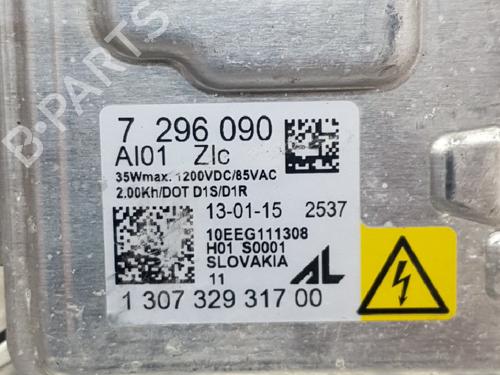 B-PARTS
7 296 090
AI01 ZIc
35Wmax. 1200VDC/85VAC
2.00Kh/DOT D1S/D1R
13-01-15 2537
10EEG111308
H01 S0001
SLOVAKIA
11 AL
1 307 329 317 00